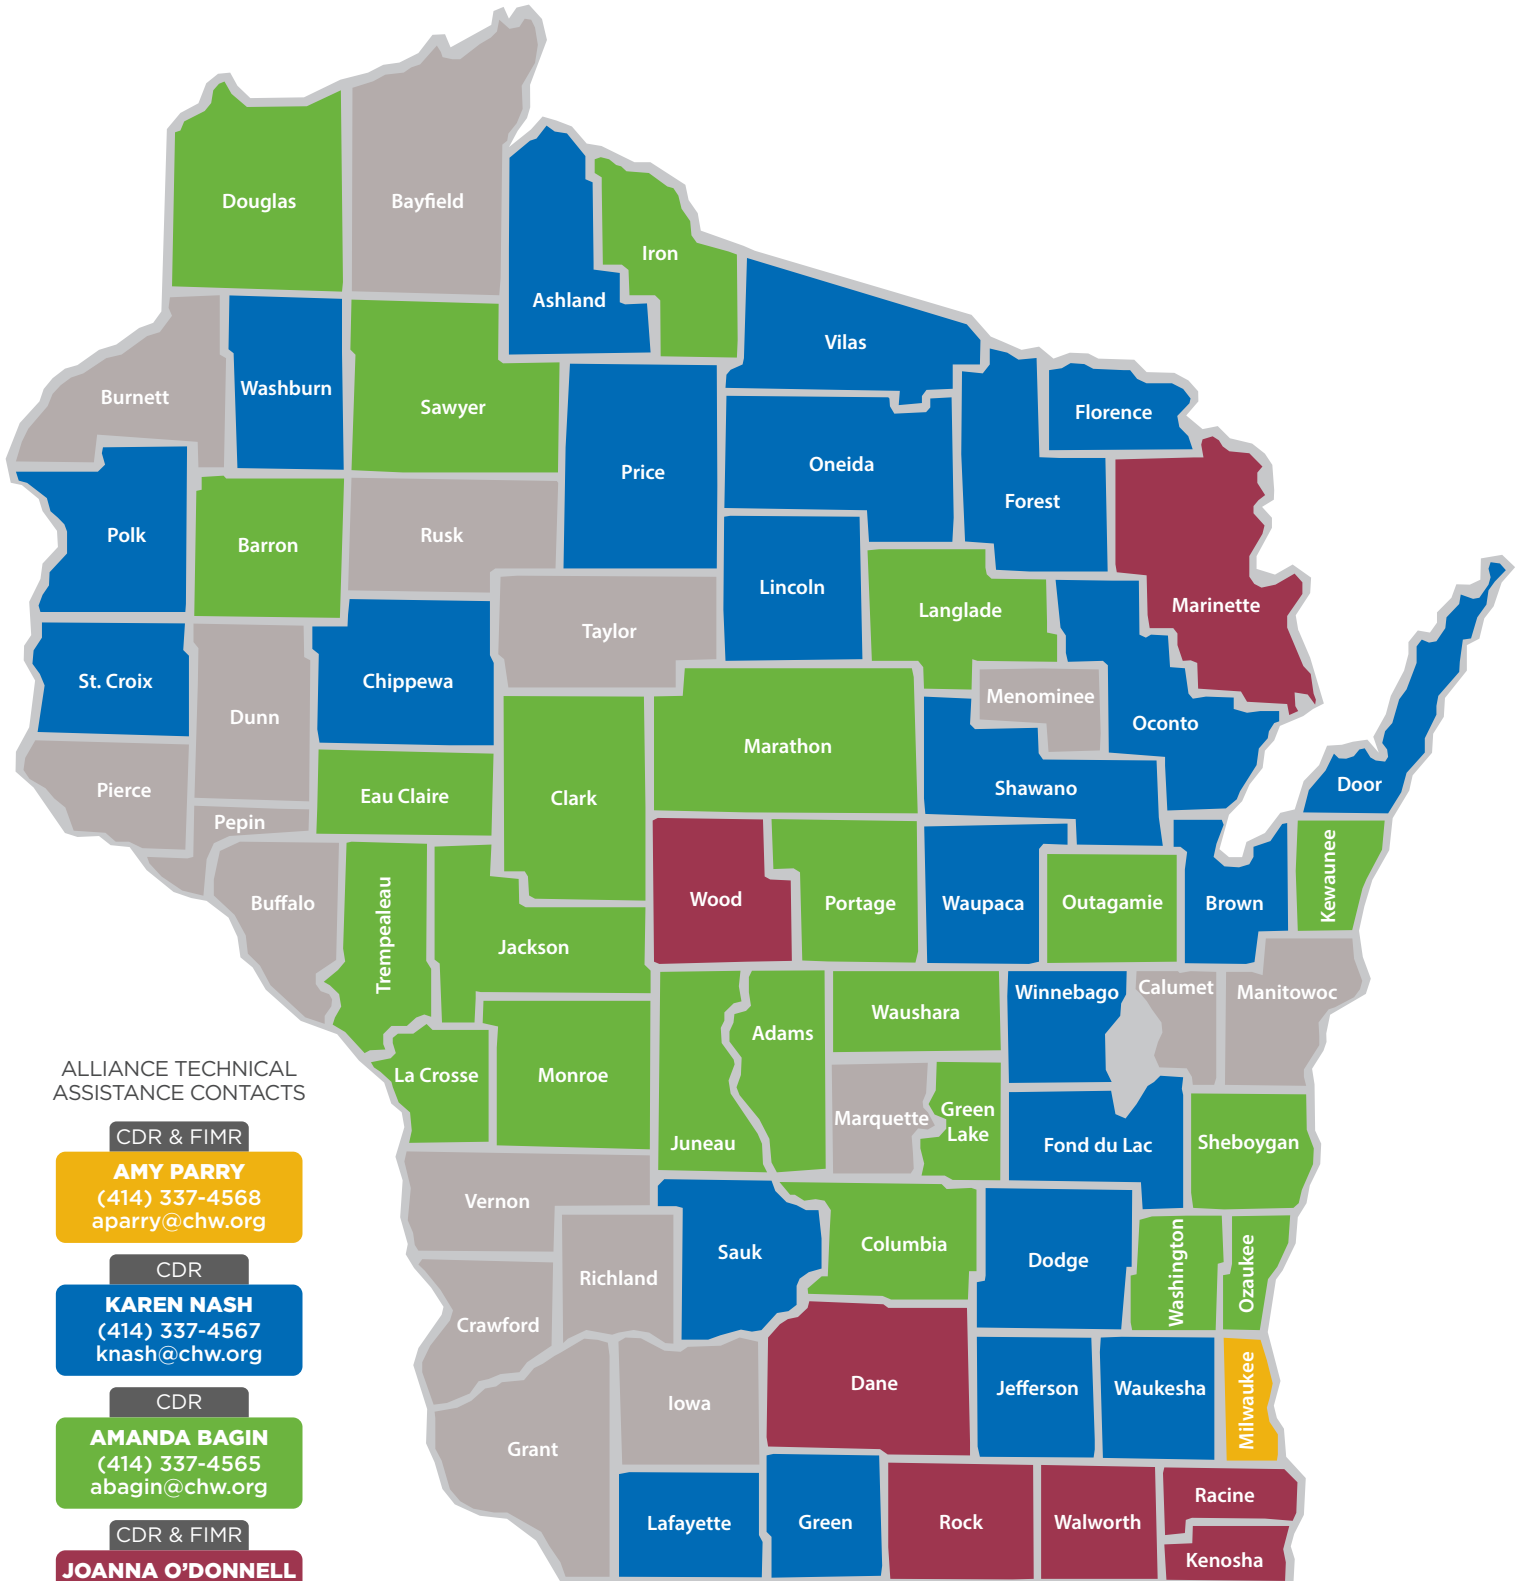 Douglas
Bayfield
Iron
Ashland
Vilas
Burnett
Washburn
Sawyer
Florence
Price
Oneida
Forest
Polk
Barron
Rusk
Lincoln
Langlade
Marinette
Taylor
St. Croix
Chippewa
Dunn
Menominee
Oconto
Marathon
Pierce
Eau Claire
Clark
Shawano
Door
Pepin
Buffalo
Trempealeau
Wood
Portage
Waupaca
Outagamie
Brown
Kewaunee
Jackson
Winnebago
Calumet
Manitowoc
Waushara
Adams
La Crosse
Monroe
Juneau
Marquette
Green
Lake
Fond du Lac
Sheboygan
Vernon
Richland
Sauk
Columbia
Dodge
Washington
Ozaukee
Crawford
Iowa
Dane
Jefferson
Waukesha
Milwaukee
Grant
Lafayette
Green
Rock
Walworth
Racine
Kenosha
ALLIANCE TECHNICAL
ASSISTANCE CONTACTS
CDR & FIMR
AMY PARRY
(414) 337-4568
aparry@chw.org
CDR
KAREN NASH
(414) 337-4567
knash@chw.org
CDR
AMANDA BAGIN
(414) 337-4565
abagin@chw.org
CDR & FIMR
JOANNA O'DONNELL